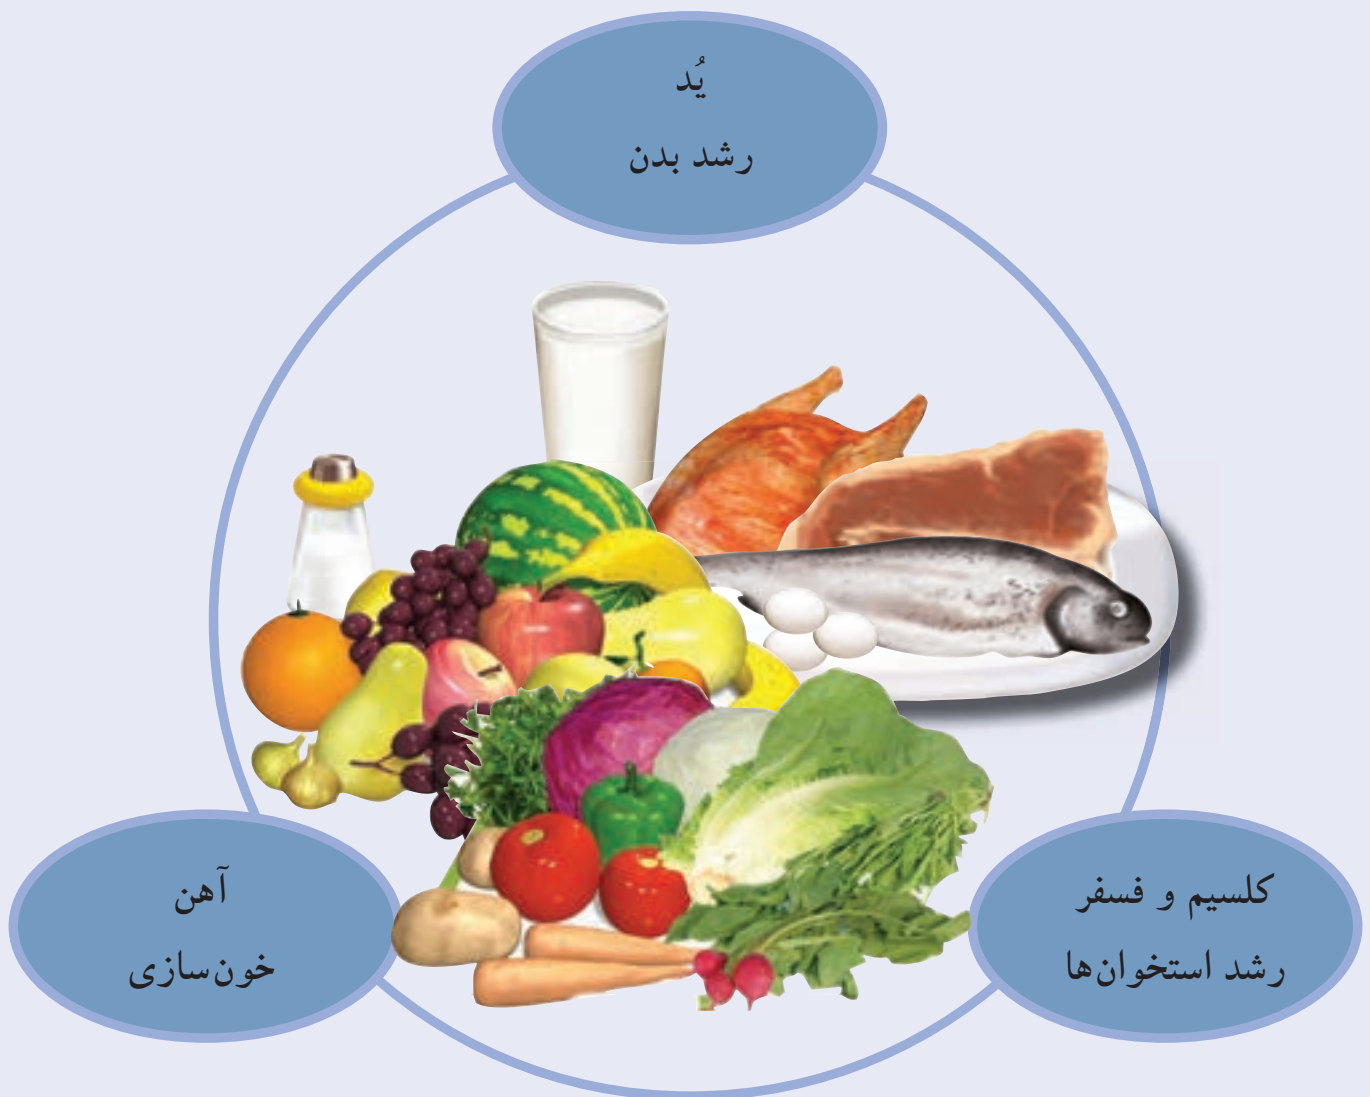 یُد
رشد بدن
کلسیم و فسفر
رشد استخوان‌ها
آهن
خون‌سازی